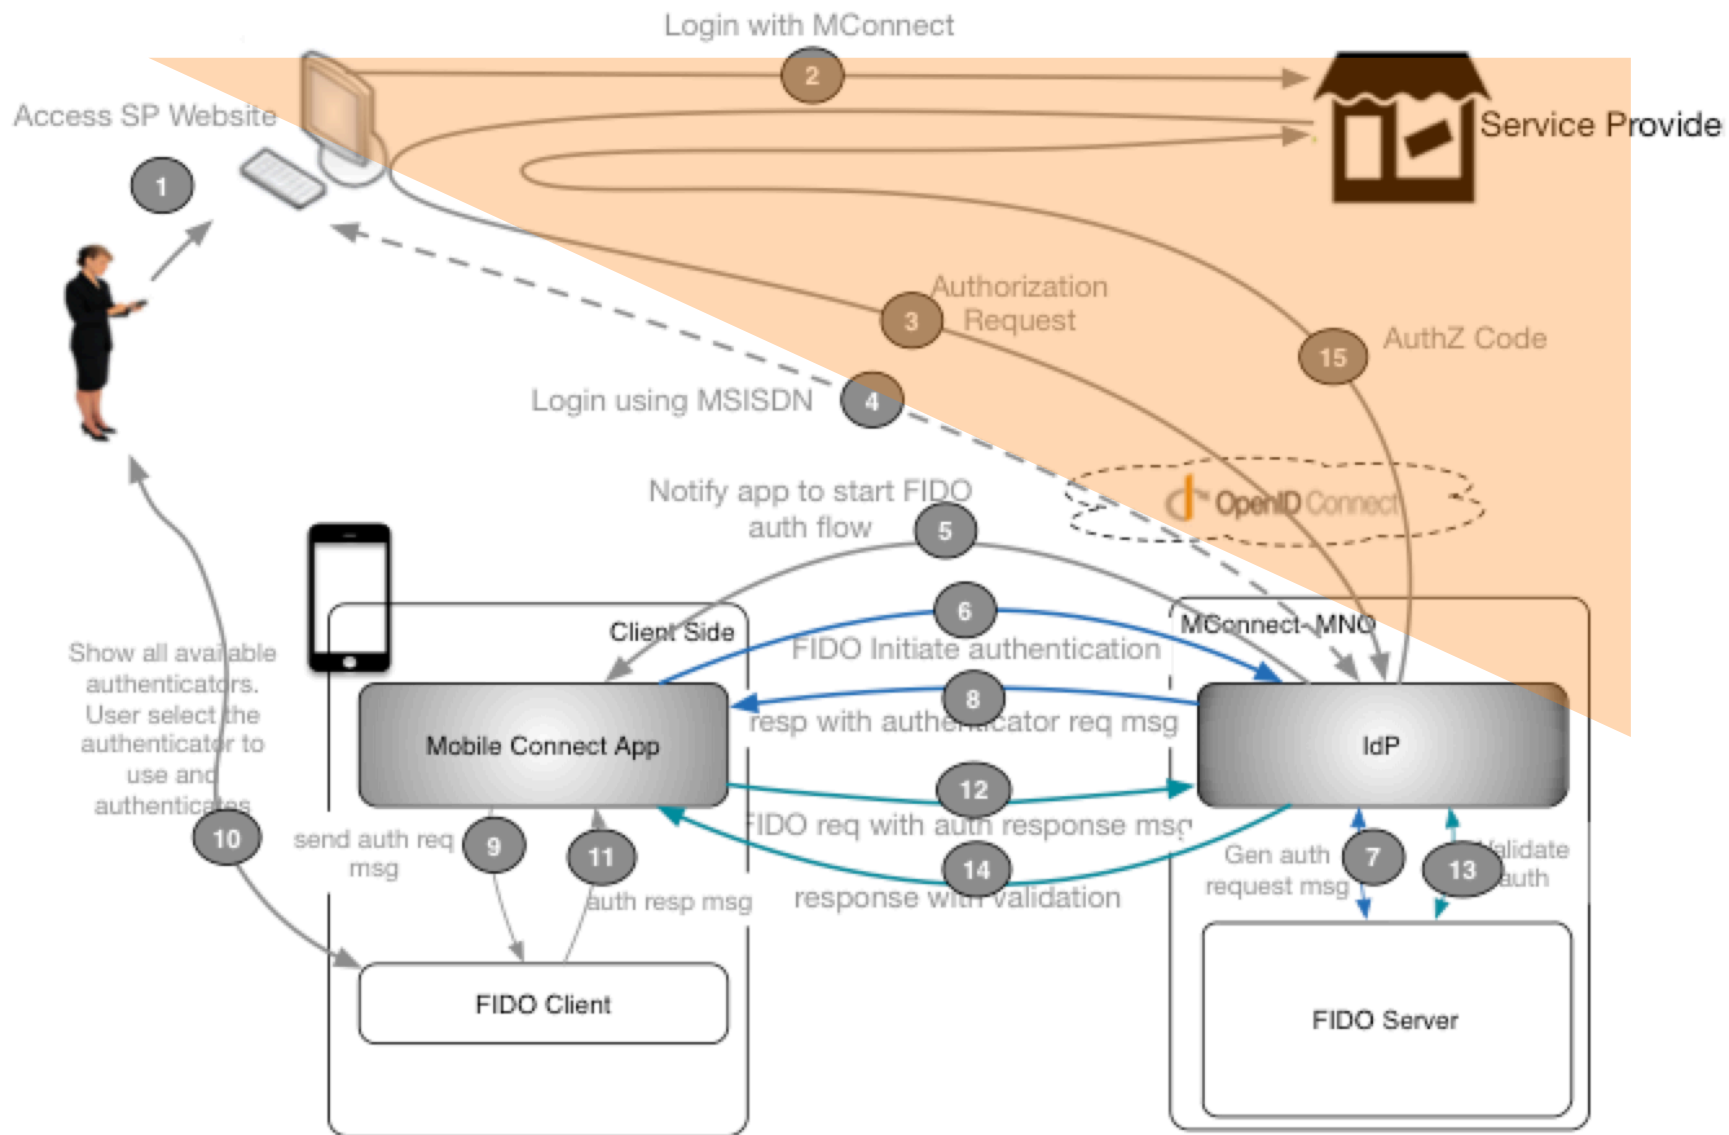 Login with MConnect
2
Access SP Website
Service Provide
1
Authorization
Request
3
15
AuthZ Code
Login using MSISDN
4
Notify app to start FIDO
auth flow
5
OpenID Connect
6
Client Side
MConnect- MNO
FIDO Initiate authentication
Show all available
authenticators.
User select the
authenticator to
use and
authenticates
8
resp with authenticator req msg
Mobile Connect App
IdP
12
FIDO req with auth response msg
10
send auth req
msg
9
11
auth resp msg
14
response with validation
Gen auth
request msg
7
13
Validate
auth
FIDO Client
FIDO Server